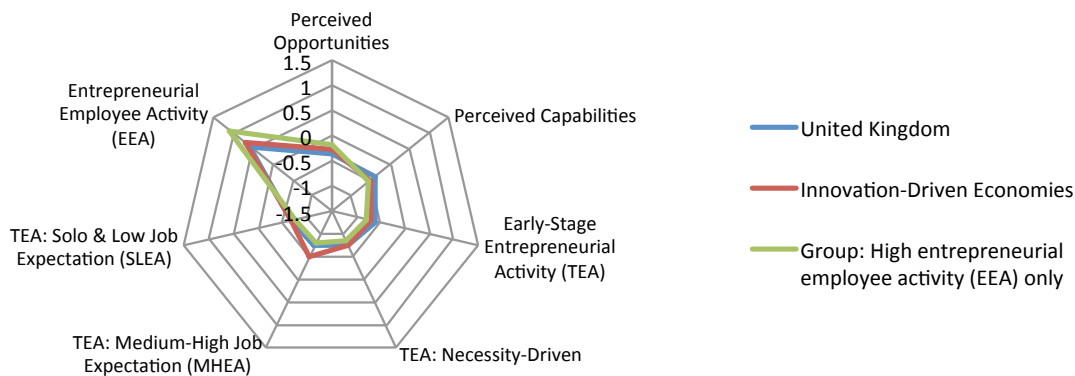 Perceived
Opportunities
1.5
1
0.5
0
-0.5
-1
-1.5
Perceived Capabilities
Early-Stage
Entrepreneurial
Activity (TEA)
TEA: Necessity-Driven
TEA: Medium-High Job
Expectation (MHEA)
TEA: Solo & Low Job
Expectation (SLEA)
Entrepreneurial
Employee Activity
(EEA)
United Kingdom
Innovation-Driven Economies
Group: High entrepreneurial
employee activity (EEA) only